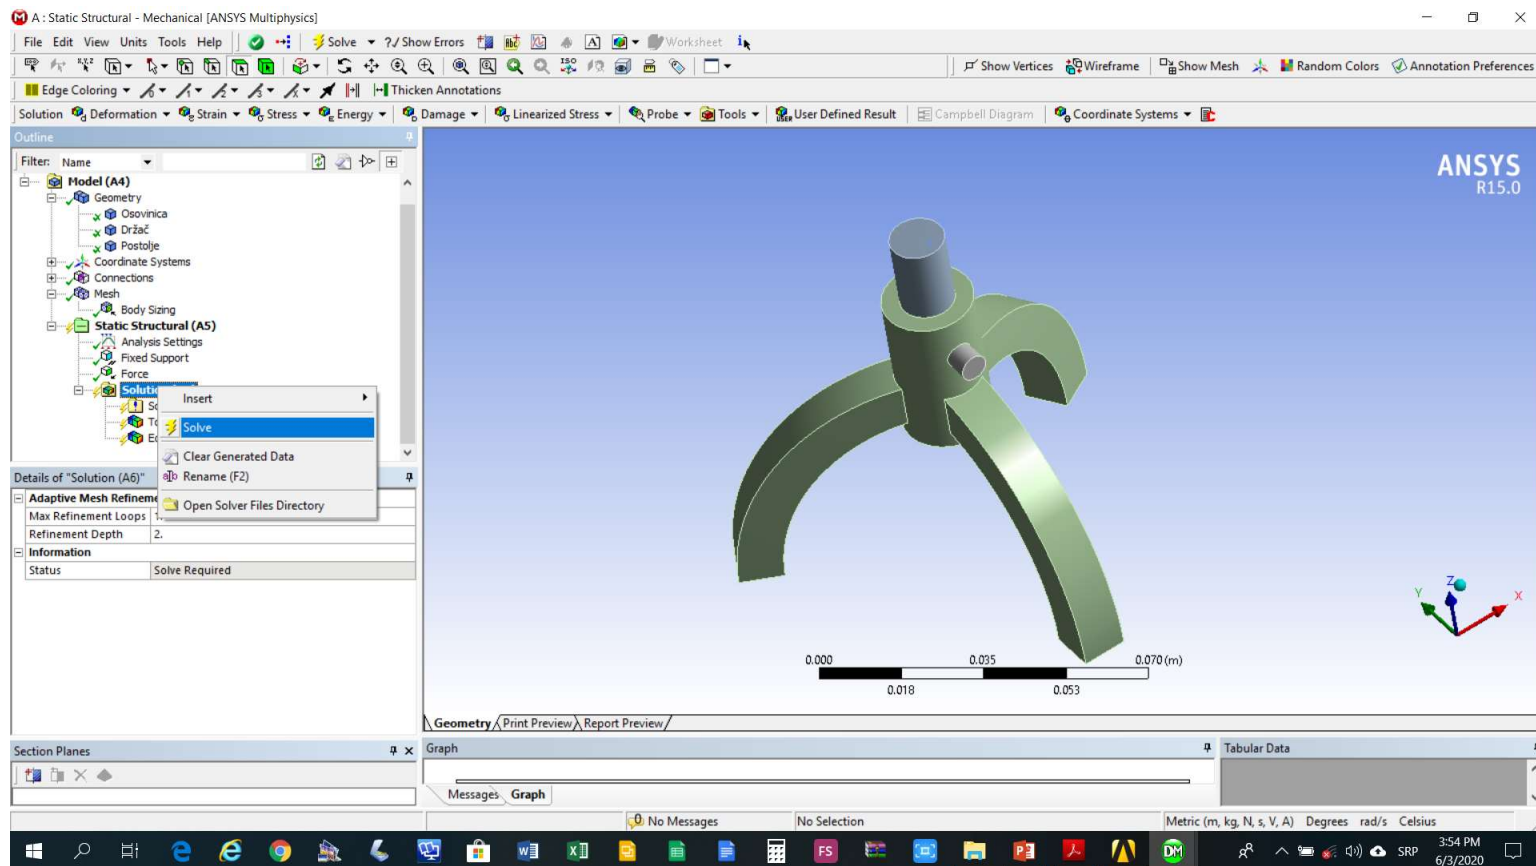 A : Static Structural - Mechanical [ANSYS Multiphysics]
File Edit View Units Tools Help Solve ?/ Show Errors Worksheet
Show Vertices Wireframe Show Mesh Random Colors Annotation Preferences
Edge Coloring Thicken Annotations
Solution Deformation Strain Stress Energy Damage Linearized Stress Probe Tools User Defined Result Campbell Diagram Coordinate Systems
Outline
Filter: Name
Model (A4)
Geometry
Osovinica
Držač
Postolje
Coordinate Systems
Connections
Mesh
Body Sizing
Static Structural (A5)
Analysis Settings
Fixed Support
Force
Insert
Solve
Clear Generated Data
Rename (F2)
Open Solver Files Directory
Details of "Solution (A6)"
Max Refinement Loops 1.
Refinement Depth 2.
Information
Status Solve Required
ANSYS
R15.0
Z
Y
X
0.000 0.035 0.070 (m)
0.018 0.053
Geometry Print Preview Report Preview
Section Planes
Graph
Tabular Data
Messages Graph
No Messages No Selection Metric (m, kg, N, s, V, A) Degrees rad/s Celsius
SRP 3:54 PM
6/3/2020